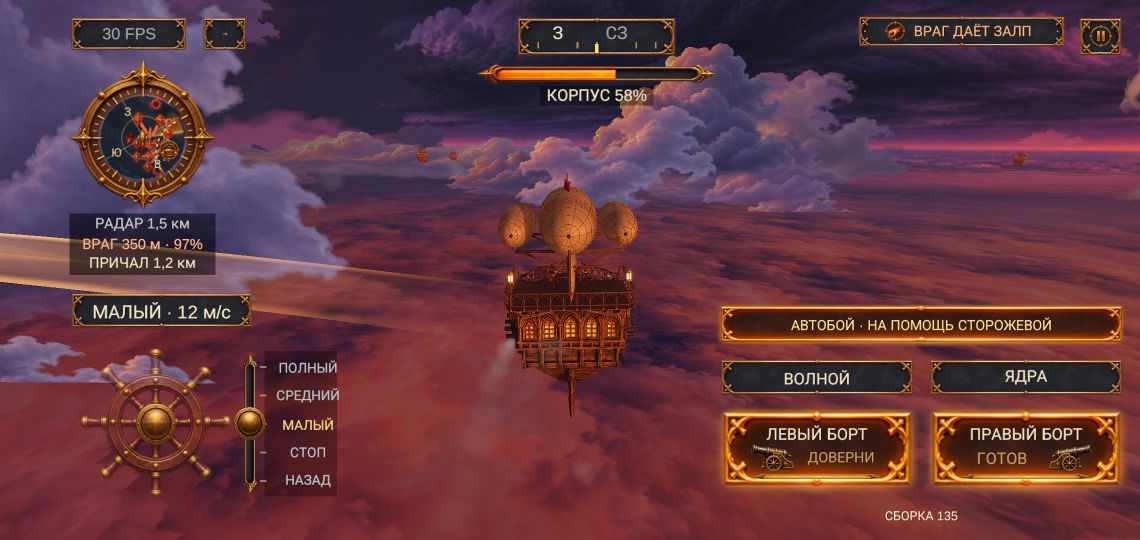 30 FPS
З СЗ
ВРАГ ДАЁТ ЗАЛП
КОРПУС 58%
З
Ю
В
РАДАР 1,5 км
ВРАГ 350 м · 97%
ПРИЧАЛ 1,2 км
МАЛЫЙ · 12 м/с
ПОЛНЫЙ
СРЕДНИЙ
МАЛЫЙ
СТОП
НАЗАД
АВТОБОЙ · НА ПОМОЩЬ СТОРОЖЕВОЙ
ВОЛНОЙ
ЯДРА
ЛЕВЫЙ БОРТ
ДОВЕРНИ
ПРАВЫЙ БОРТ
ГОТОВ
СБОРКА 135